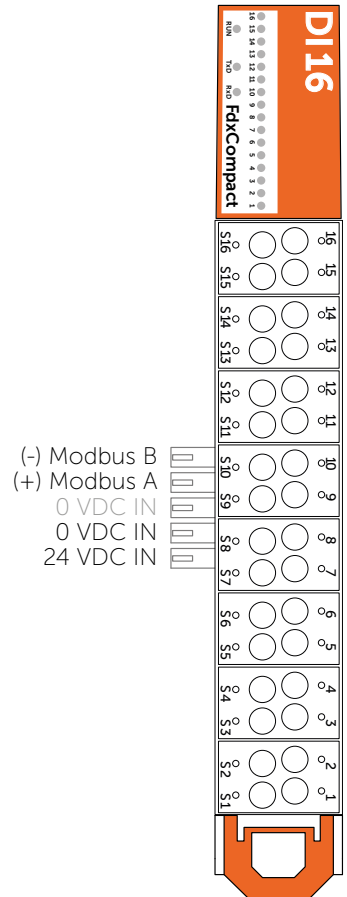 DI 16
16 15 14 13 12 11 10 9 8 7 6 5 4 3 2 1
RUN TxD RxD
FdxCompact
S16 16
S15 15
S14 14
S13 13
S12 12
S11 11
S10 10
S9 9
S8 8
S7 7
S6 6
S5 5
S4 4
S3 3
S2 2
S1 1
(-) Modbus B
(+) Modbus A
0 VDC IN
0 VDC IN
24 VDC IN